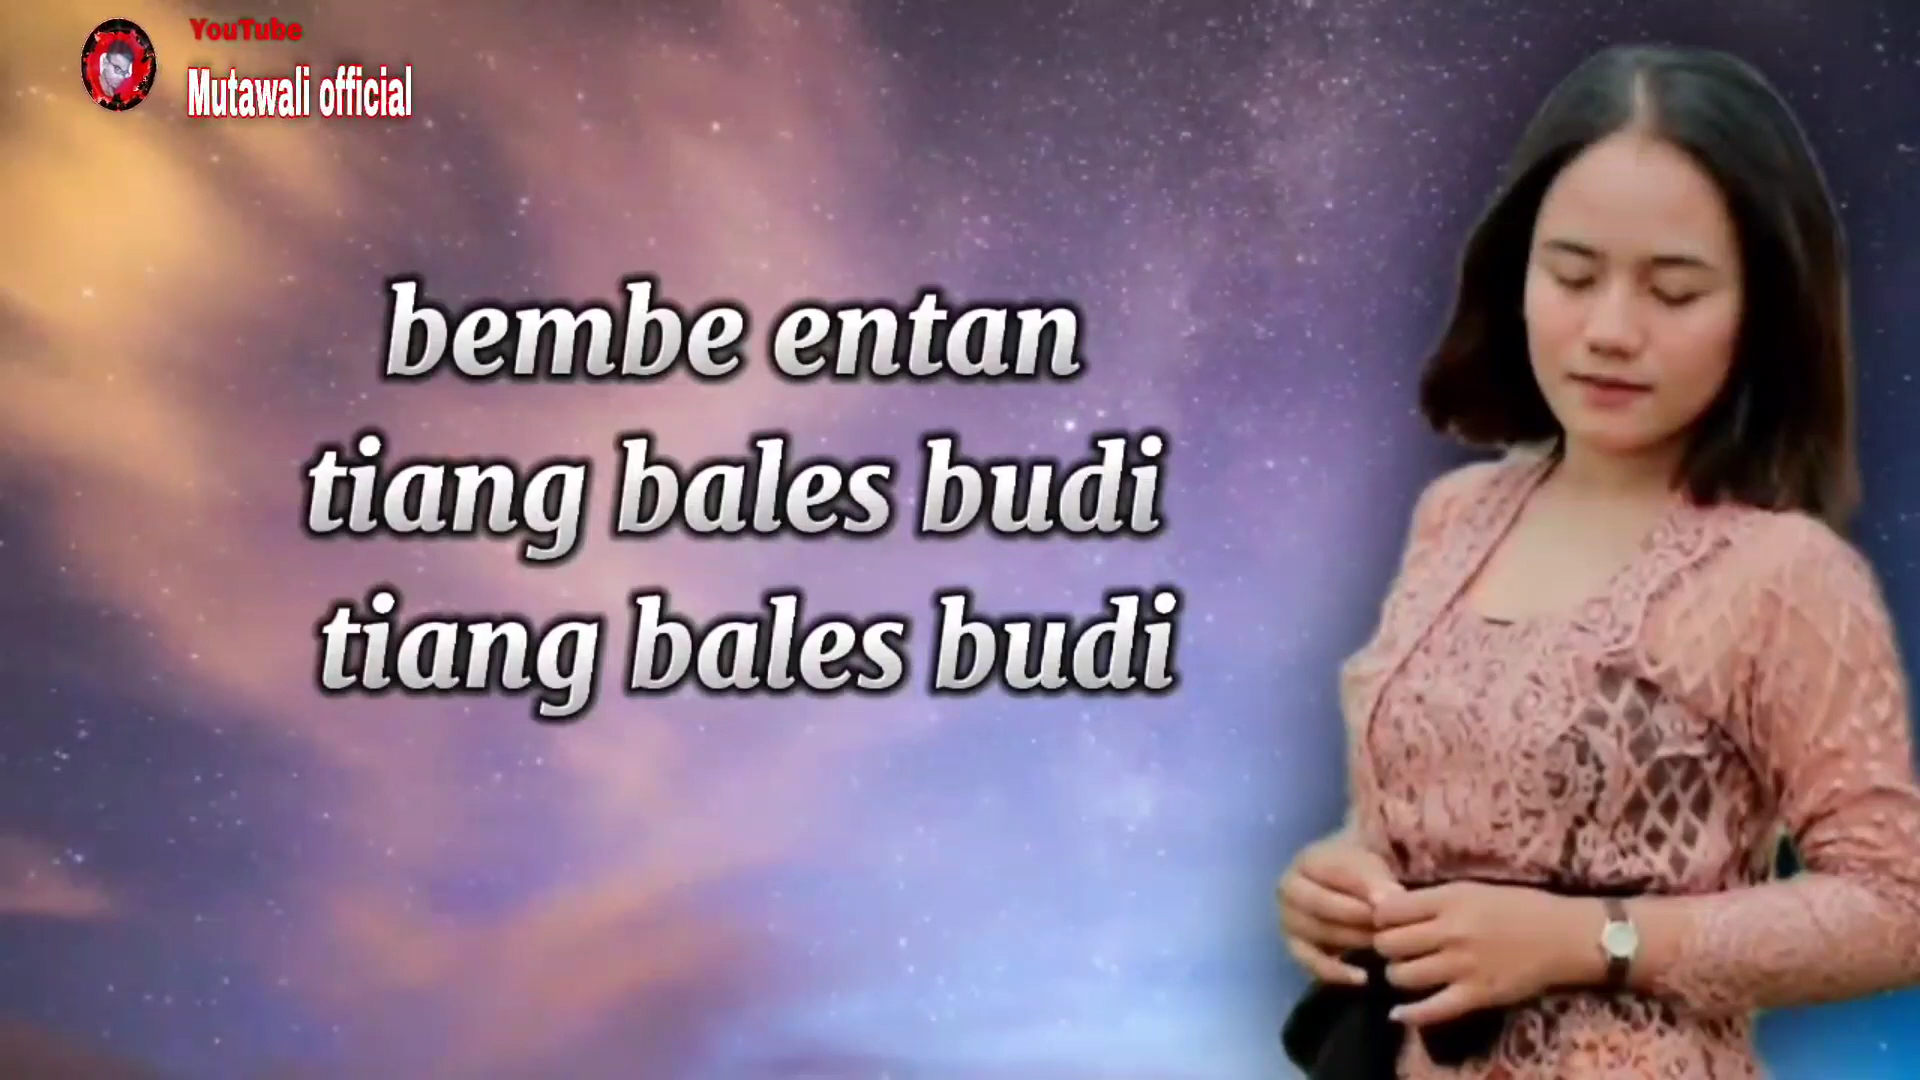 YouTube
Mutawali official
bembe entan
tiang bales budi
tiang bales budi